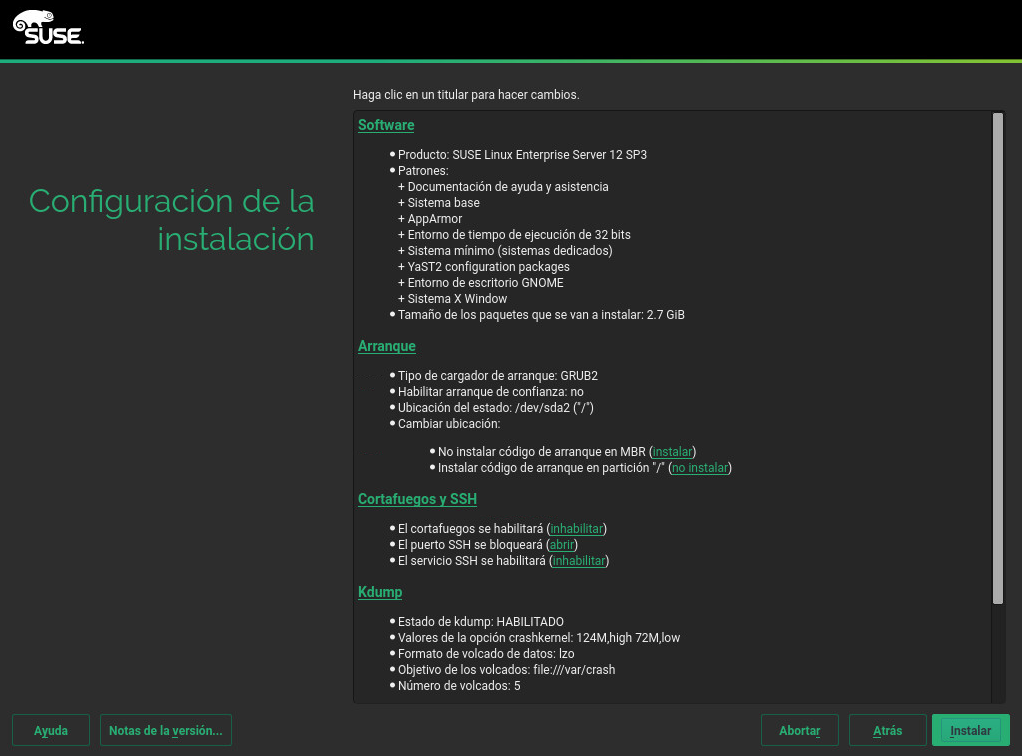 SUSE
Haga clic en un titular para hacer cambios.
Configuración de la
instalación
Software
Producto: SUSE Linux Enterprise Server 12 SP3
Patrones:
+ Documentación de ayuda y asistencia
+ Sistema base
+ AppArmor
+ Entorno de tiempo de ejecución de 32 bits
+ Sistema mínimo (sistemas dedicados)
+ YaST2 configuration packages
+ Entorno de escritorio GNOME
+ Sistema X Window
Tamaño de los paquetes que se van a instalar: 2.7 GiB
Arranque
Tipo de cargador de arranque: GRUB2
Habilitar arranque de confianza: no
Ubicación del estado: /dev/sda2 ("/")
Cambiar ubicación:
No instalar código de arranque en MBR (instalar)
Instalar código de arranque en partición "/" (no instalar)
Cortafuegos y SSH
El cortafuegos se habilitará (inhabilitar)
El puerto SSH se bloqueará (abrir)
El servicio SSH se habilitará (inhabilitar)
Kdump
Estado de kdump: HABILITADO
Valores de la opción crashkernel: 124M,high 72M,low
Formato de volcado de datos: lzo
Objetivo de los volcados: file:///var/crash
Número de volcados: 5
Ayuda
Notas de la versión...
Abortar
Atrás
Instalar